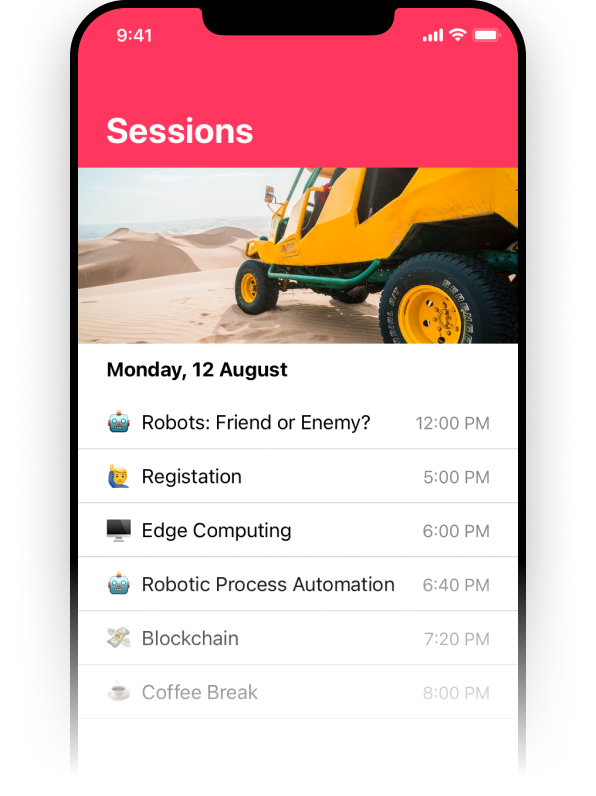 9:41
Sessions
Monday, 12 August
Robots: Friend or Enemy? 12:00 PM
Registation 5:00 PM
Edge Computing 6:00 PM
Robotic Process Automation 6:40 PM
Blockchain 7:20 PM
Coffee Break 8:00 PM